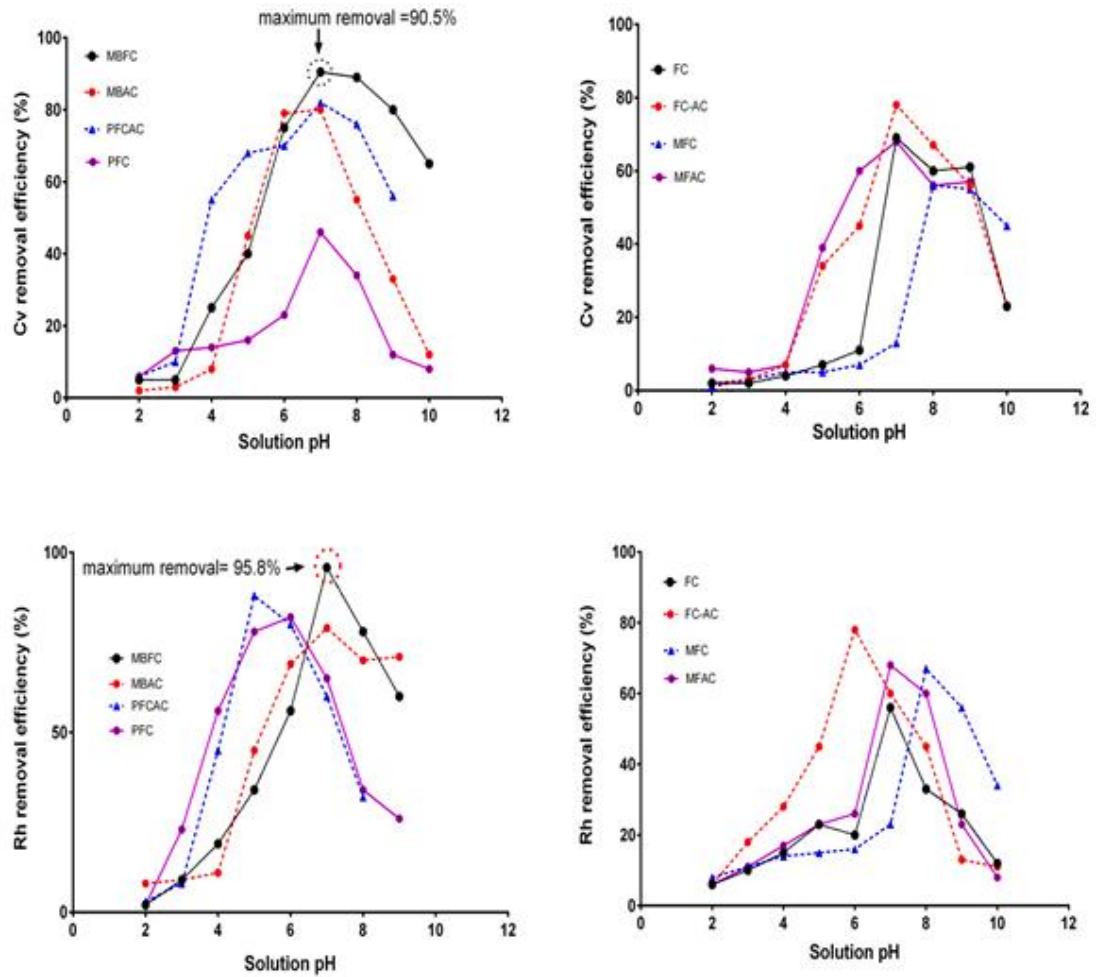 maximum removal =90.5%
100
80
60
40
20
0
0 2 4 6 8 10 12
Cv removal efficiency (%)
Solution pH
MBFC
MBAC
PFCAC
PFC
100
80
60
40
20
0
0 2 4 6 8 10 12
Cv removal efficiency (%)
Solution pH
FC
FC-AC
MFC
MFAC
100
50
0
0 2 4 6 8 10 12
Rh removal efficiency (%)
Solution pH
maximum removal= 95.8%
MBFC
MBAC
PFCAC
PFC
100
80
60
40
20
0
0 2 4 6 8 10 12
Rh removal efficiency (%)
Solution pH
FC
FC-AC
MFC
MFAC